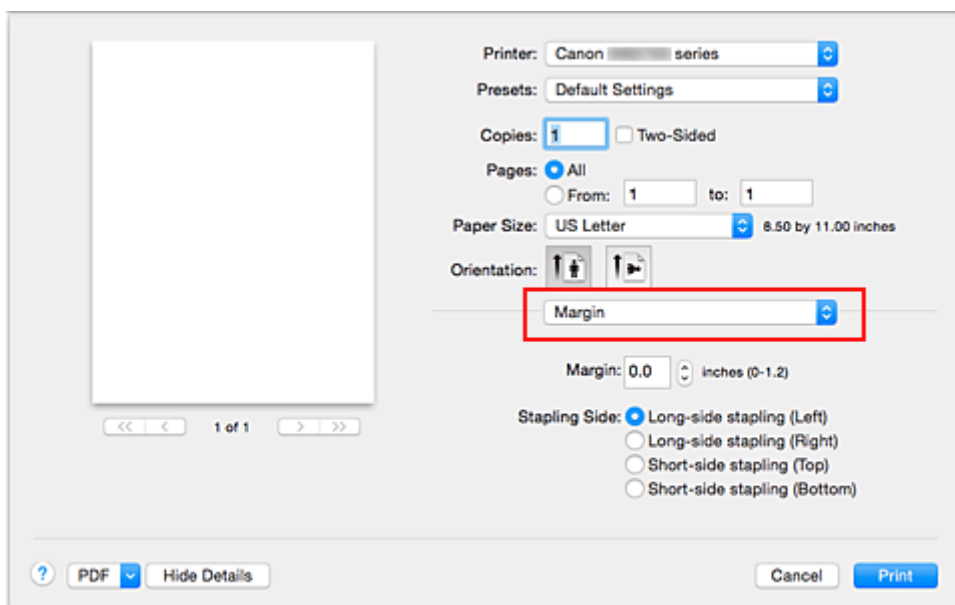 Printer: Canon series
Presets: Default Settings
Copies: 1 Two-Sided
Pages: All
From: 1 to: 1
Paper Size: US Letter 8.50 by 11.00 inches
Orientation:
Margin
Margin: 0.0 inches (0-1.2)
Stapling Side: Long-side stapling (Left)
Long-side stapling (Right)
Short-side stapling (Top)
Short-side stapling (Bottom)
<< < 1 of 1 > >>
? PDF Hide Details Cancel Print